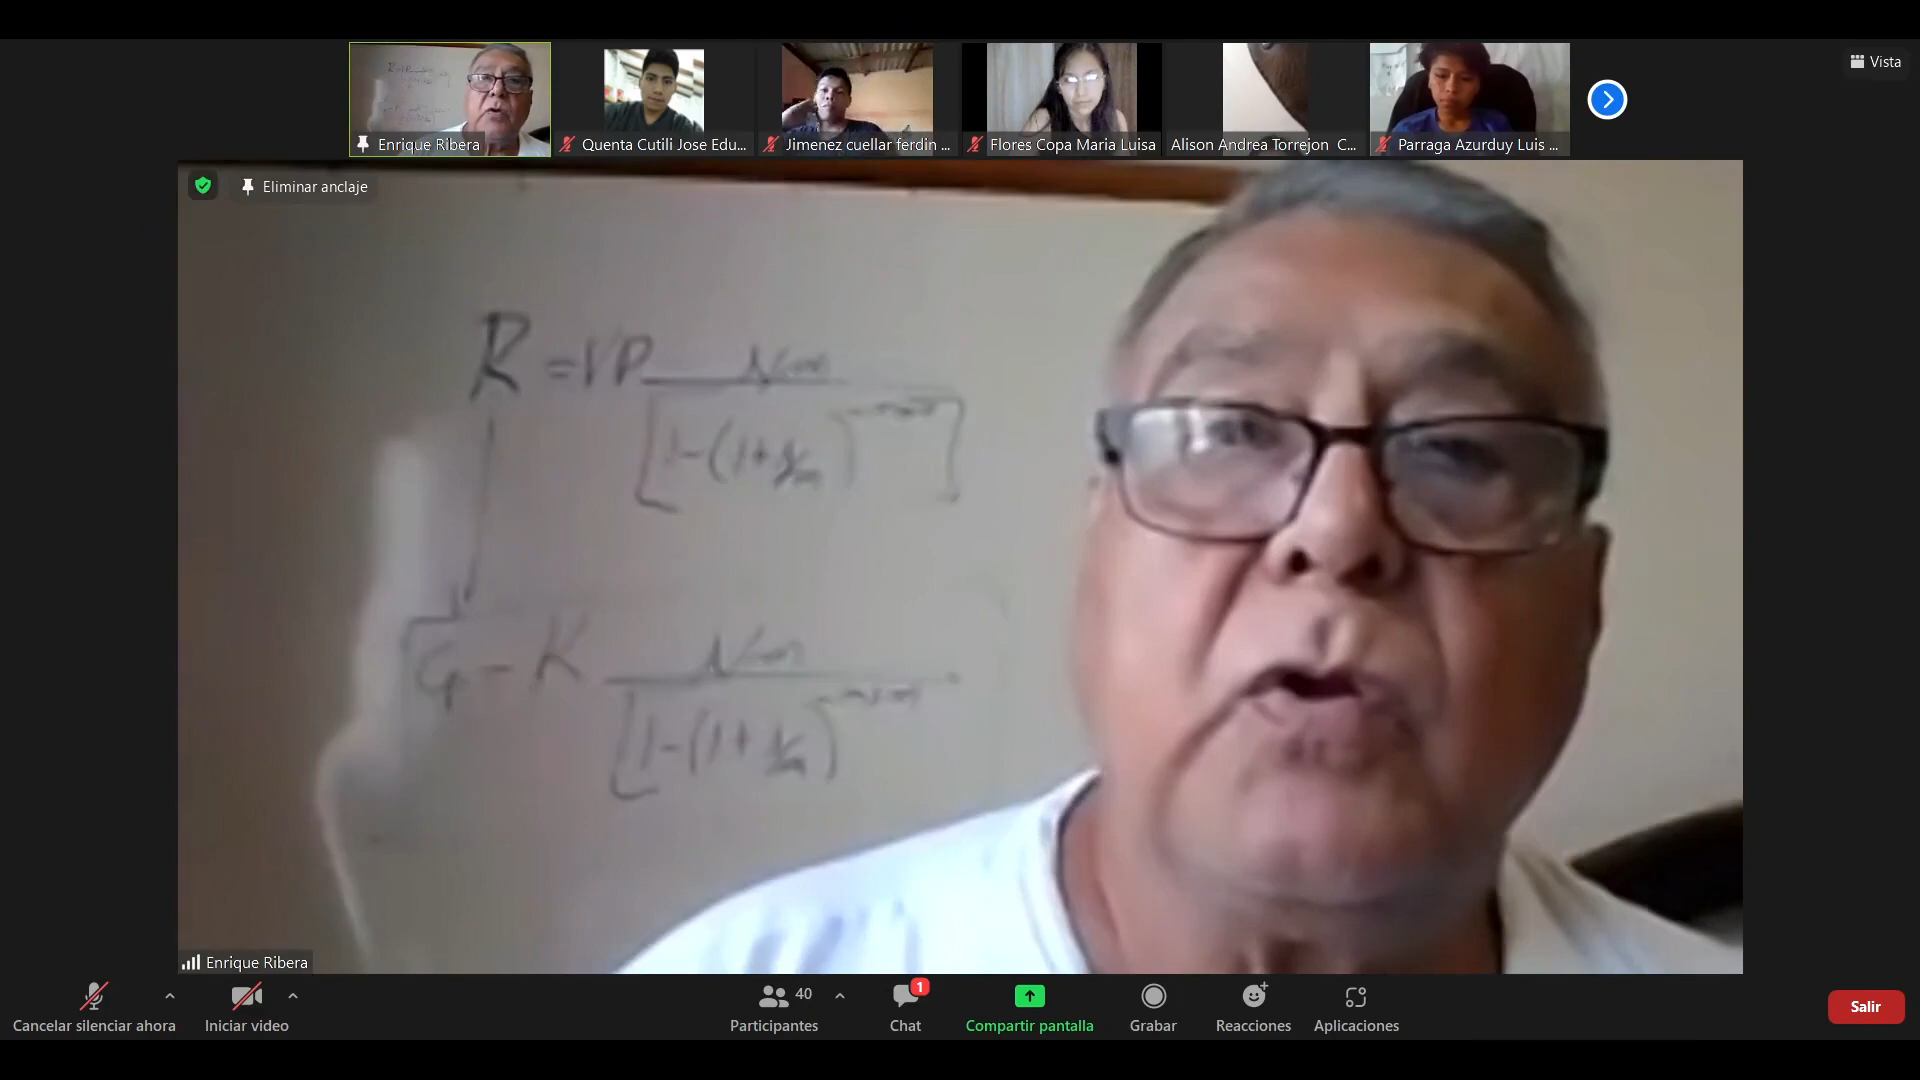 Vista
Enrique Ribera
Quenta Cutili Jose Edu...
Jimenez cuellar ferdin ...
Flores Copa Maria Luisa
Alison Andrea Torrejon C...
Parraga Azurduy Luis ...
Eliminar anclaje
R = VP
[1-(1+
K
[1-(1+
Enrique Ribera
40
1
Cancelar silenciar ahora
Iniciar video
Participantes
Chat
Compartir pantalla
Grabar
Reacciones
Aplicaciones
Salir